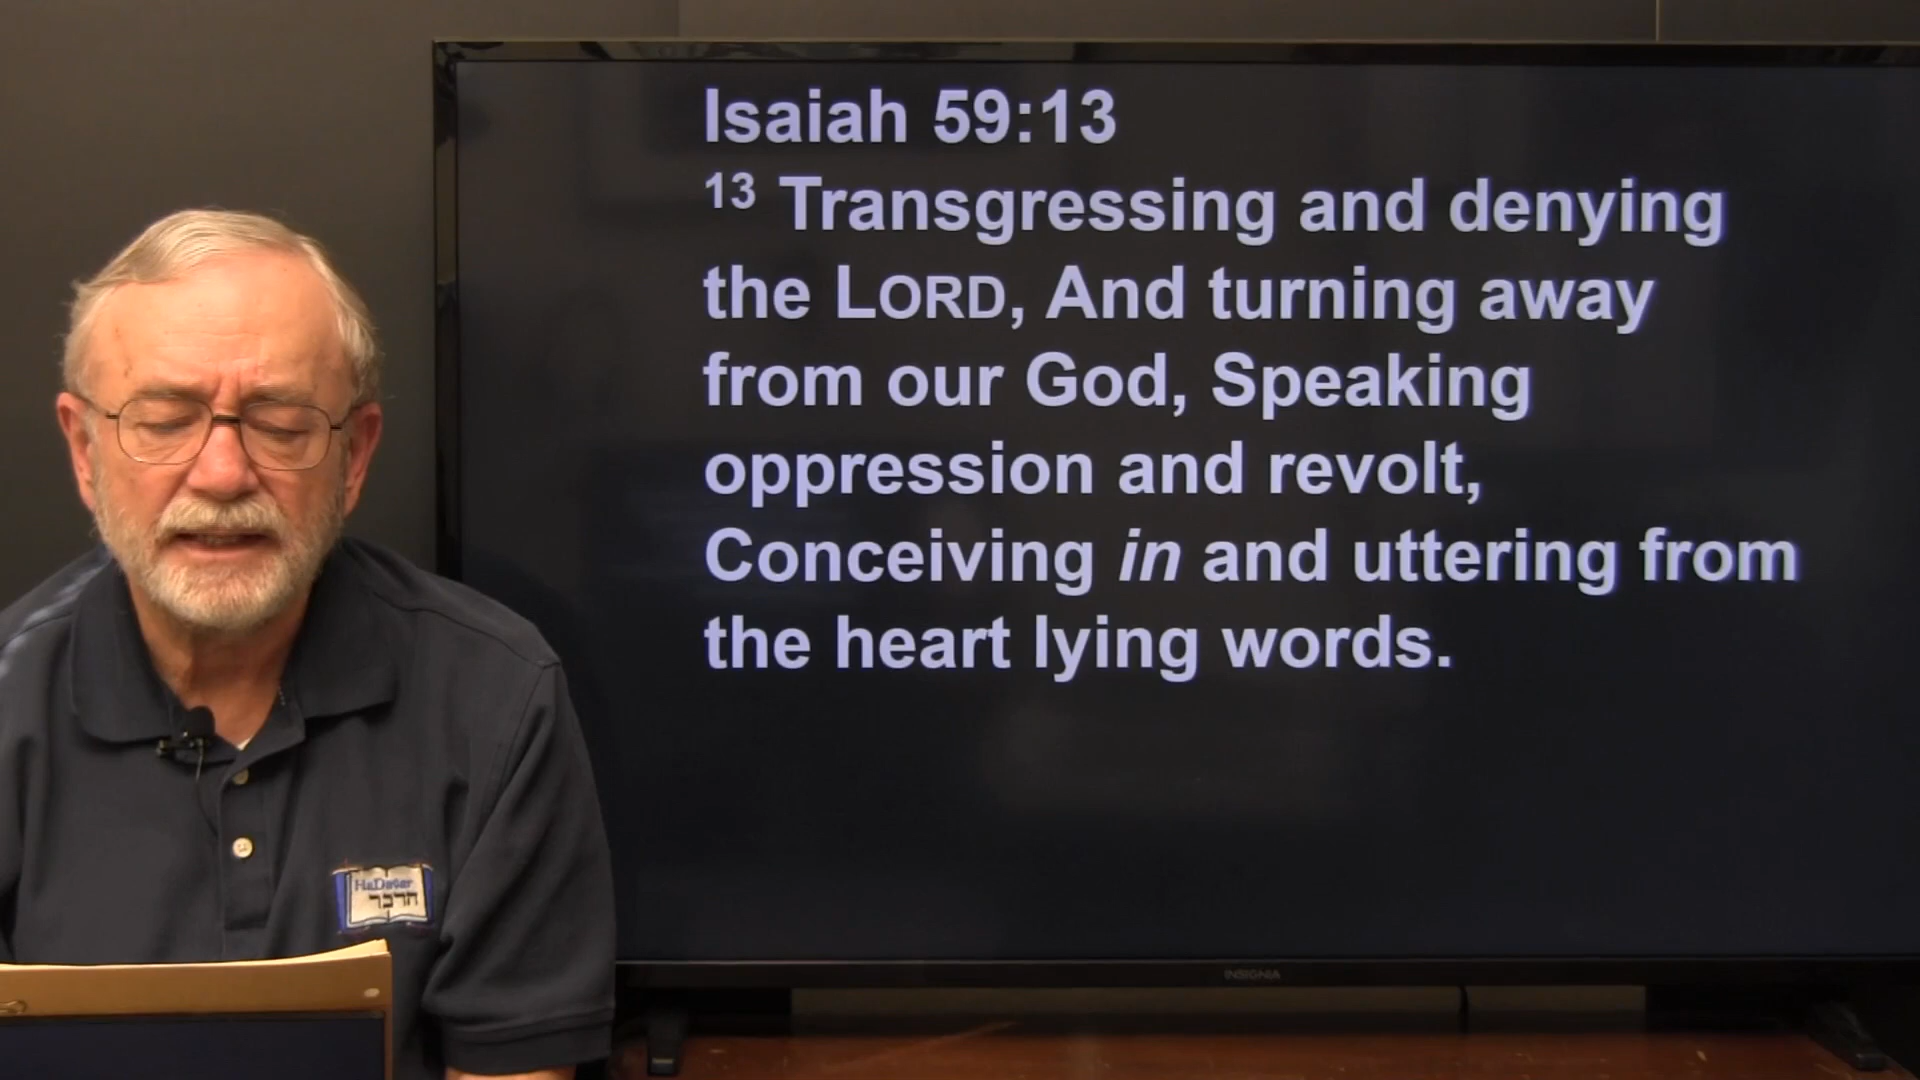 Isaiah 59:13
13 Transgressing and denying
the LORD, And turning away
from our God, Speaking
oppression and revolt,
Conceiving in and uttering from
the heart lying words.
HaDavar
הדבר
INSIGNIA